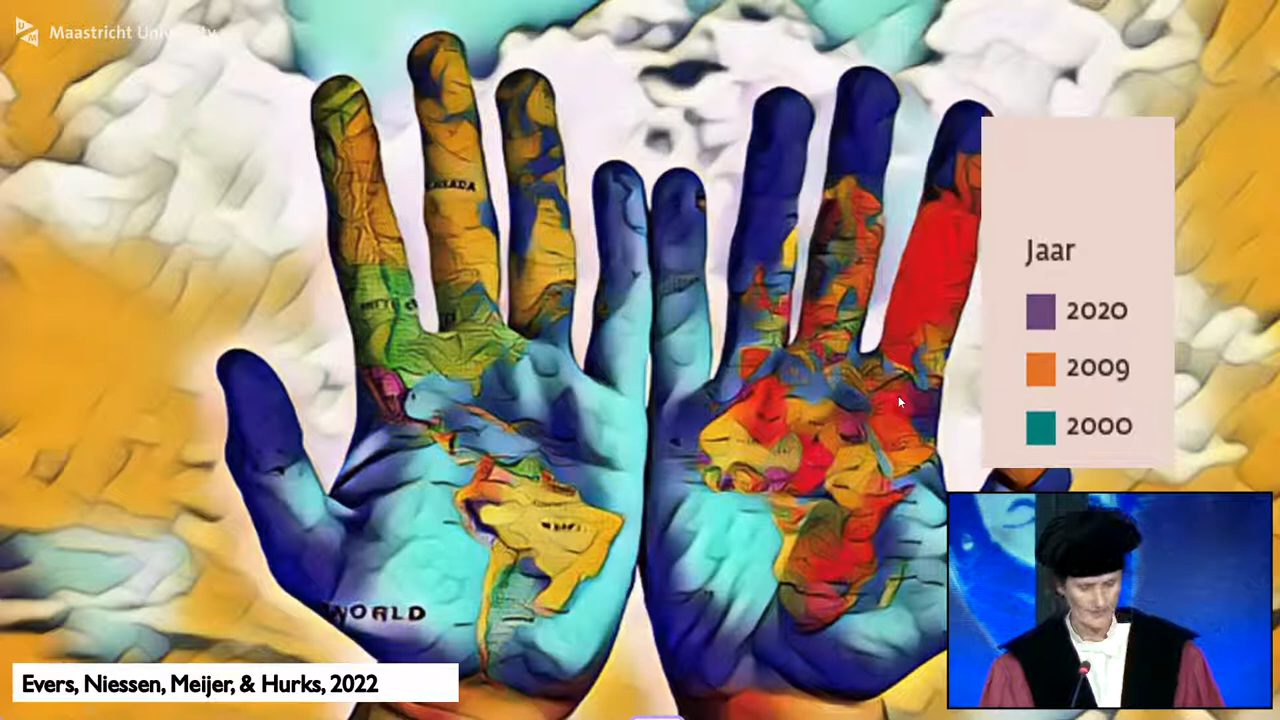 Maastricht University
CANADA
WORLD
Jaar
2020
2009
2000
Evers, Niessen, Meijer, & Hurks, 2022